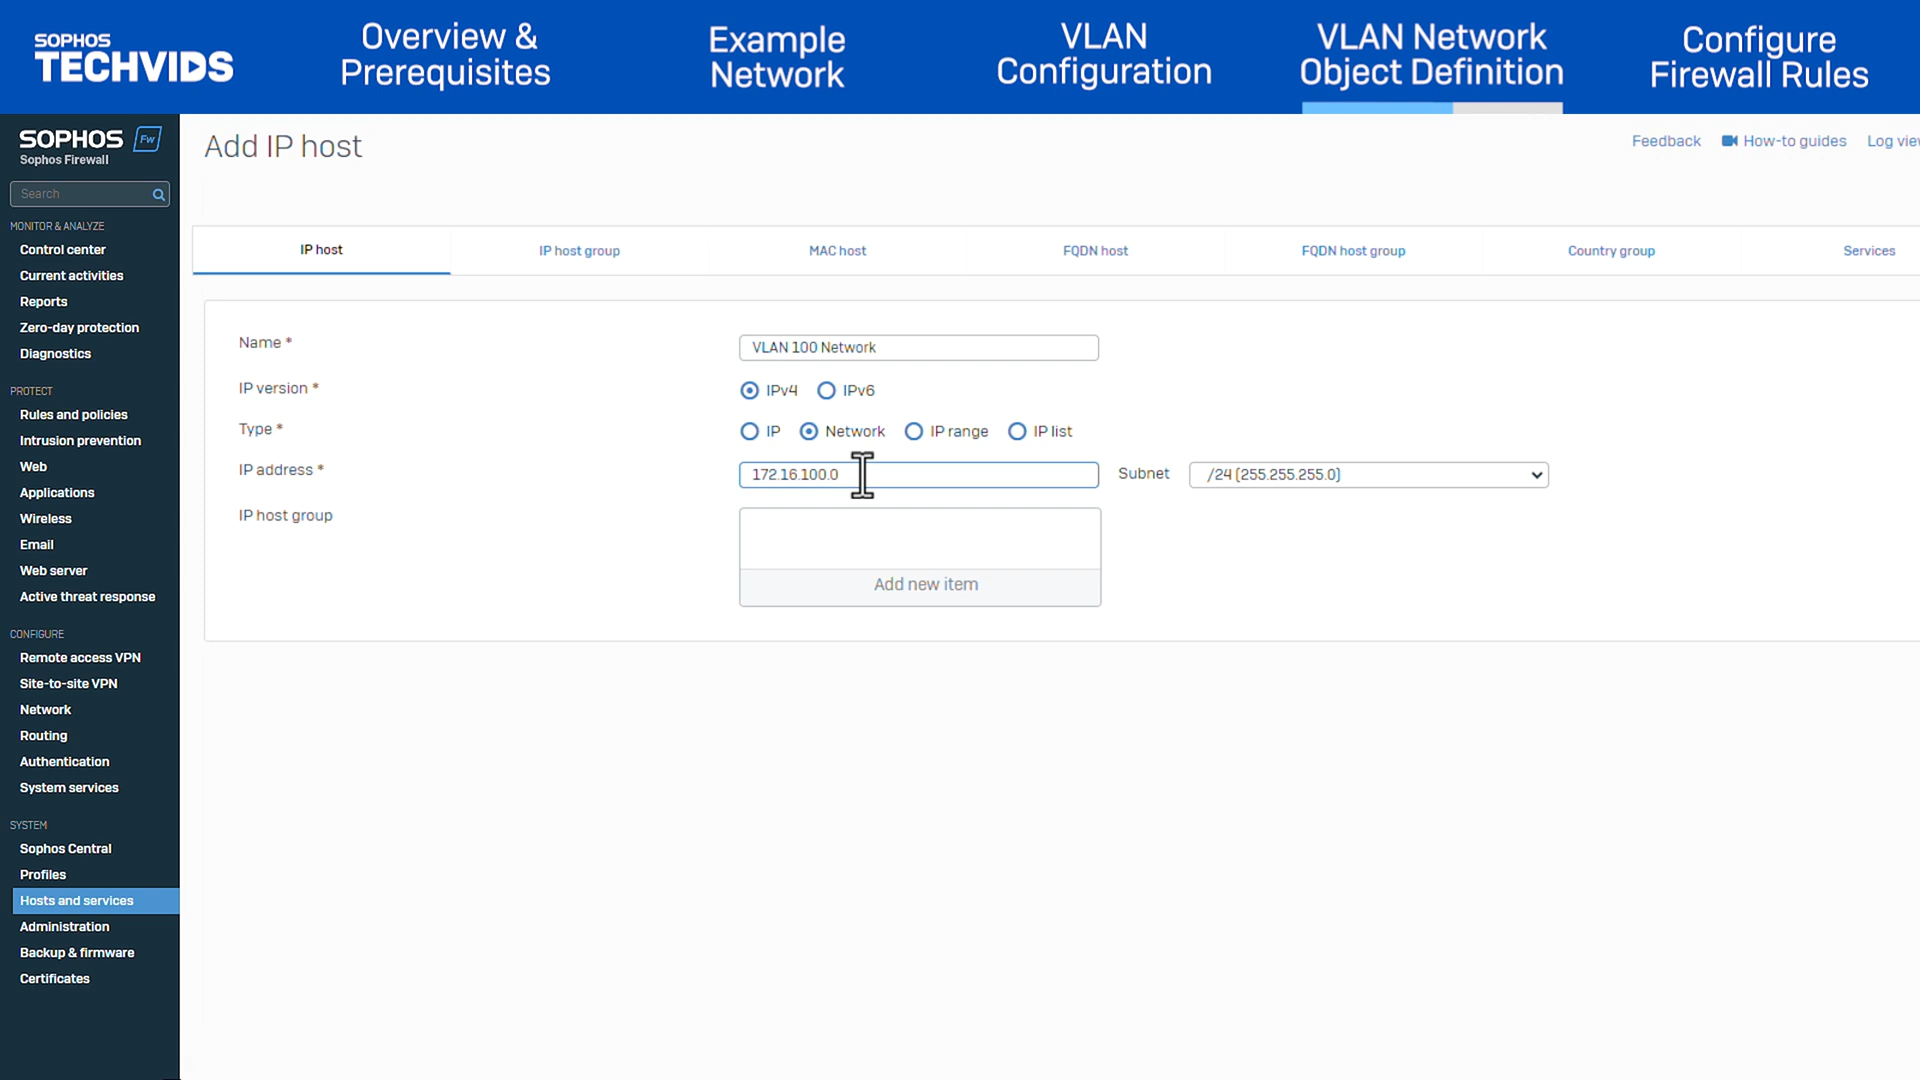 SOPHOS
TECHVIDS
Overview &
Prerequisites
Example
Network
VLAN
Configuration
VLAN Network
Object Definition
Configure
Firewall Rules
SOPHOS Fw
Sophos Firewall
Search
MONITOR & ANALYZE
Control center
Current activities
Reports
Zero-day protection
Diagnostics
PROTECT
Rules and policies
Intrusion prevention
Web
Applications
Wireless
Email
Web server
Active threat response
CONFIGURE
Remote access VPN
Site-to-site VPN
Network
Routing
Authentication
System services
SYSTEM
Sophos Central
Profiles
Hosts and services
Administration
Backup & firmware
Certificates
Add IP host
Feedback How-to guides Log vie
IP host IP host group MAC host FQDN host FQDN host group Country group Services
Name * VLAN 100 Network
IP version * IPv4 IPv6
Type * IP Network IP range IP list
IP address * 172.16.100.0 Subnet /24 (255.255.255.0)
IP host group
Add new item